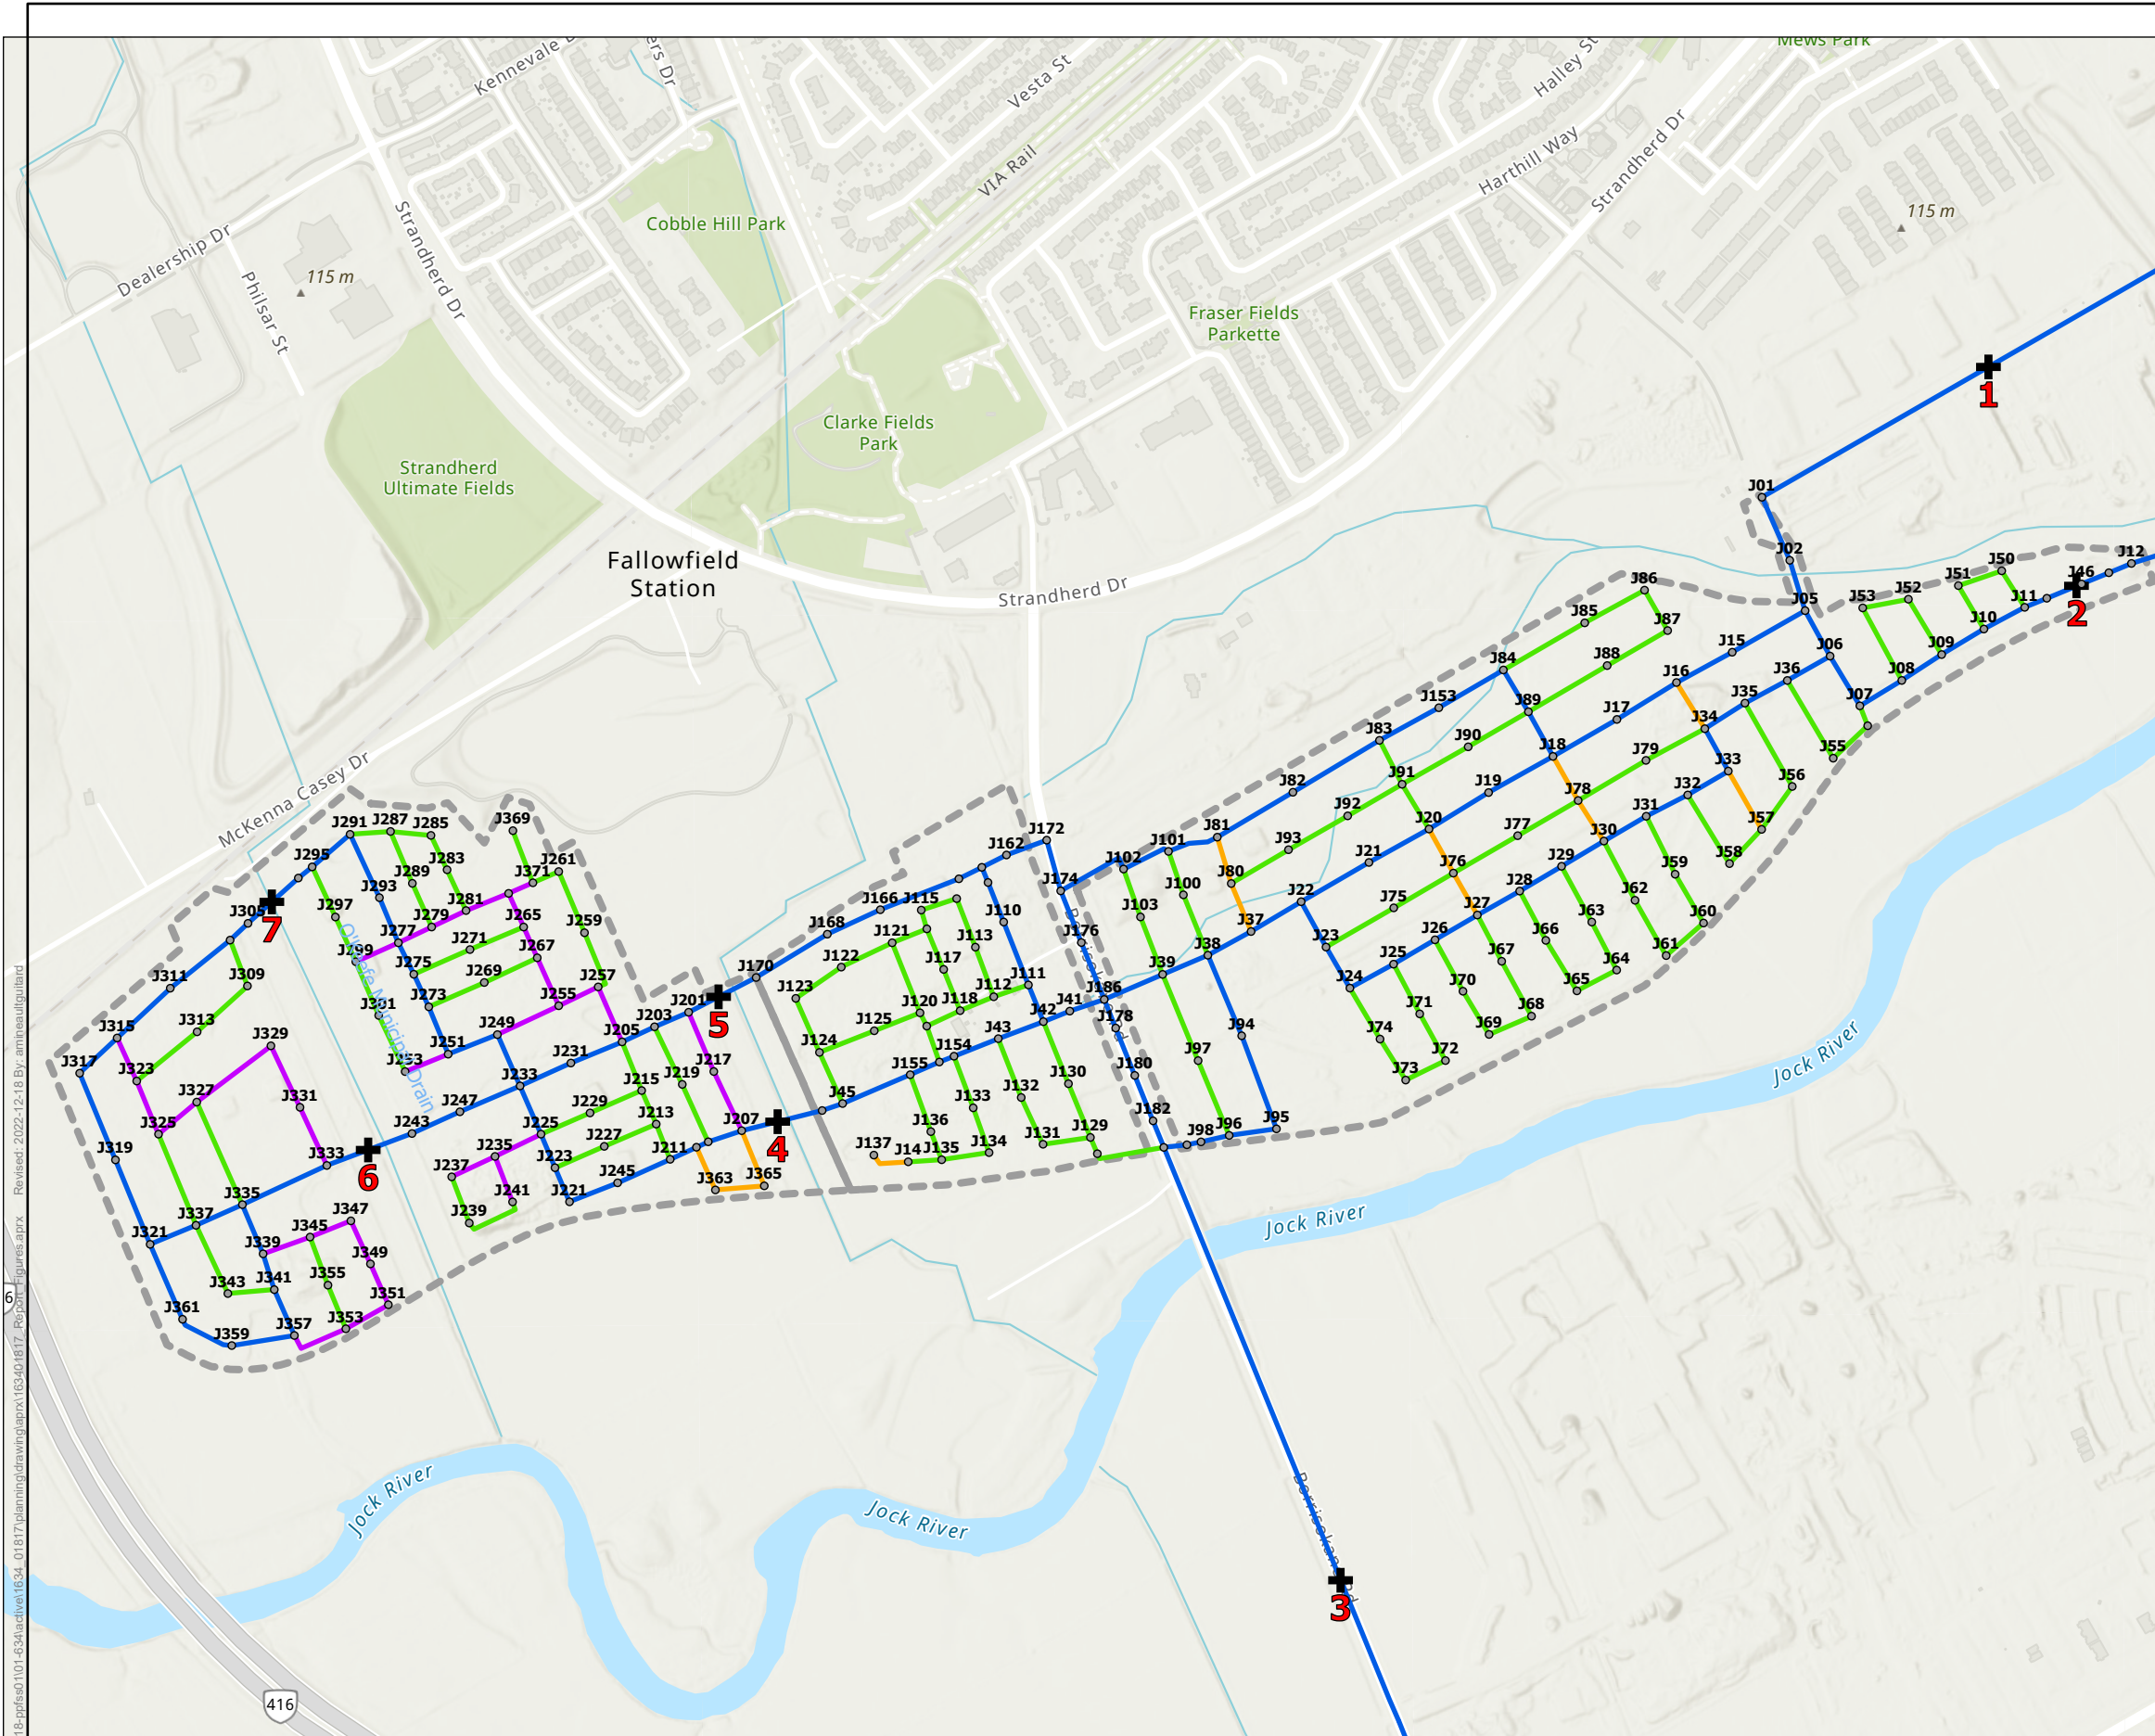 Mews Park
Kennevale
ers Dr
Vesta St
Halley St
VIA Rail
Harthill Way
Strandherd Dr
115 m
Dealership Dr
Strandherd Dr
Cobble Hill Park
Philsar St
115 m
Fraser Fields
Parkette
1
Clarke Fields
Park
Strandherd
Ultimate Fields
J01
Fallowfield
Station
Strandherd Dr
J02
J12
J50
J46
J51
J86
J52
J53
J05
J11
2
J85
J10
J87
J06
J15
J09
J84
J88
J16
J36
J08
J153
J89
J35
J07
J17
J34
J83
J90
J18
J79
J33
J55
McKenna Casey Dr
J91
J82
J19
J78
J32
J56
J92
J31
J369
J291
J287
J285
J172
J81
J93
J20
J77
J30
J57
J162
J101
J102
J21
J76
J29
J58
J295
J283
J261
J371
J80
J28
J59
J289
J281
J174
J100
J22
J75
J27
J62
J297
J293
J279
J265
J166
J115
J110
J103
J37
J26
J66
J63
J60
J305
7
J277
J259
J168
J121
J113
J176
J38
J23
J25
J67
J64
J61
J299
J271
J267
J122
J117
J39
J24
J70
J65
J311
J309
J275
J269
J257
J170
J123
J112
J111
J186
J71
J68
J301
J273
J255
J201
5
J120
J118
J42
J41
J178
J94
J74
J69
J315
J313
J329
J249
J205
J203
J125
J43
J317
J323
J253
J251
J231
J217
J124
J155
J154
J180
J97
J73
J72
Jock River
J327
J331
J233
J219
J215
J45
J130
J325
J247
J229
J213
J133
J132
J243
J225
J207
4
J182
J96
J95
J319
J333
6
J235
J227
J211
J136
J129
J98
J237
J223
J137
J14
J135
J134
J131
J335
J241
J245
J363
J365
J321
J337
J347
J239
J221
Jock River
J339
J345
J349
J343
J341
J355
J351
J361
J357
J353
J359
O'Keefe Municipal Drain
Jock River
Jock River
3
416
Revised: 2022-12-18 By: amineaultguitard